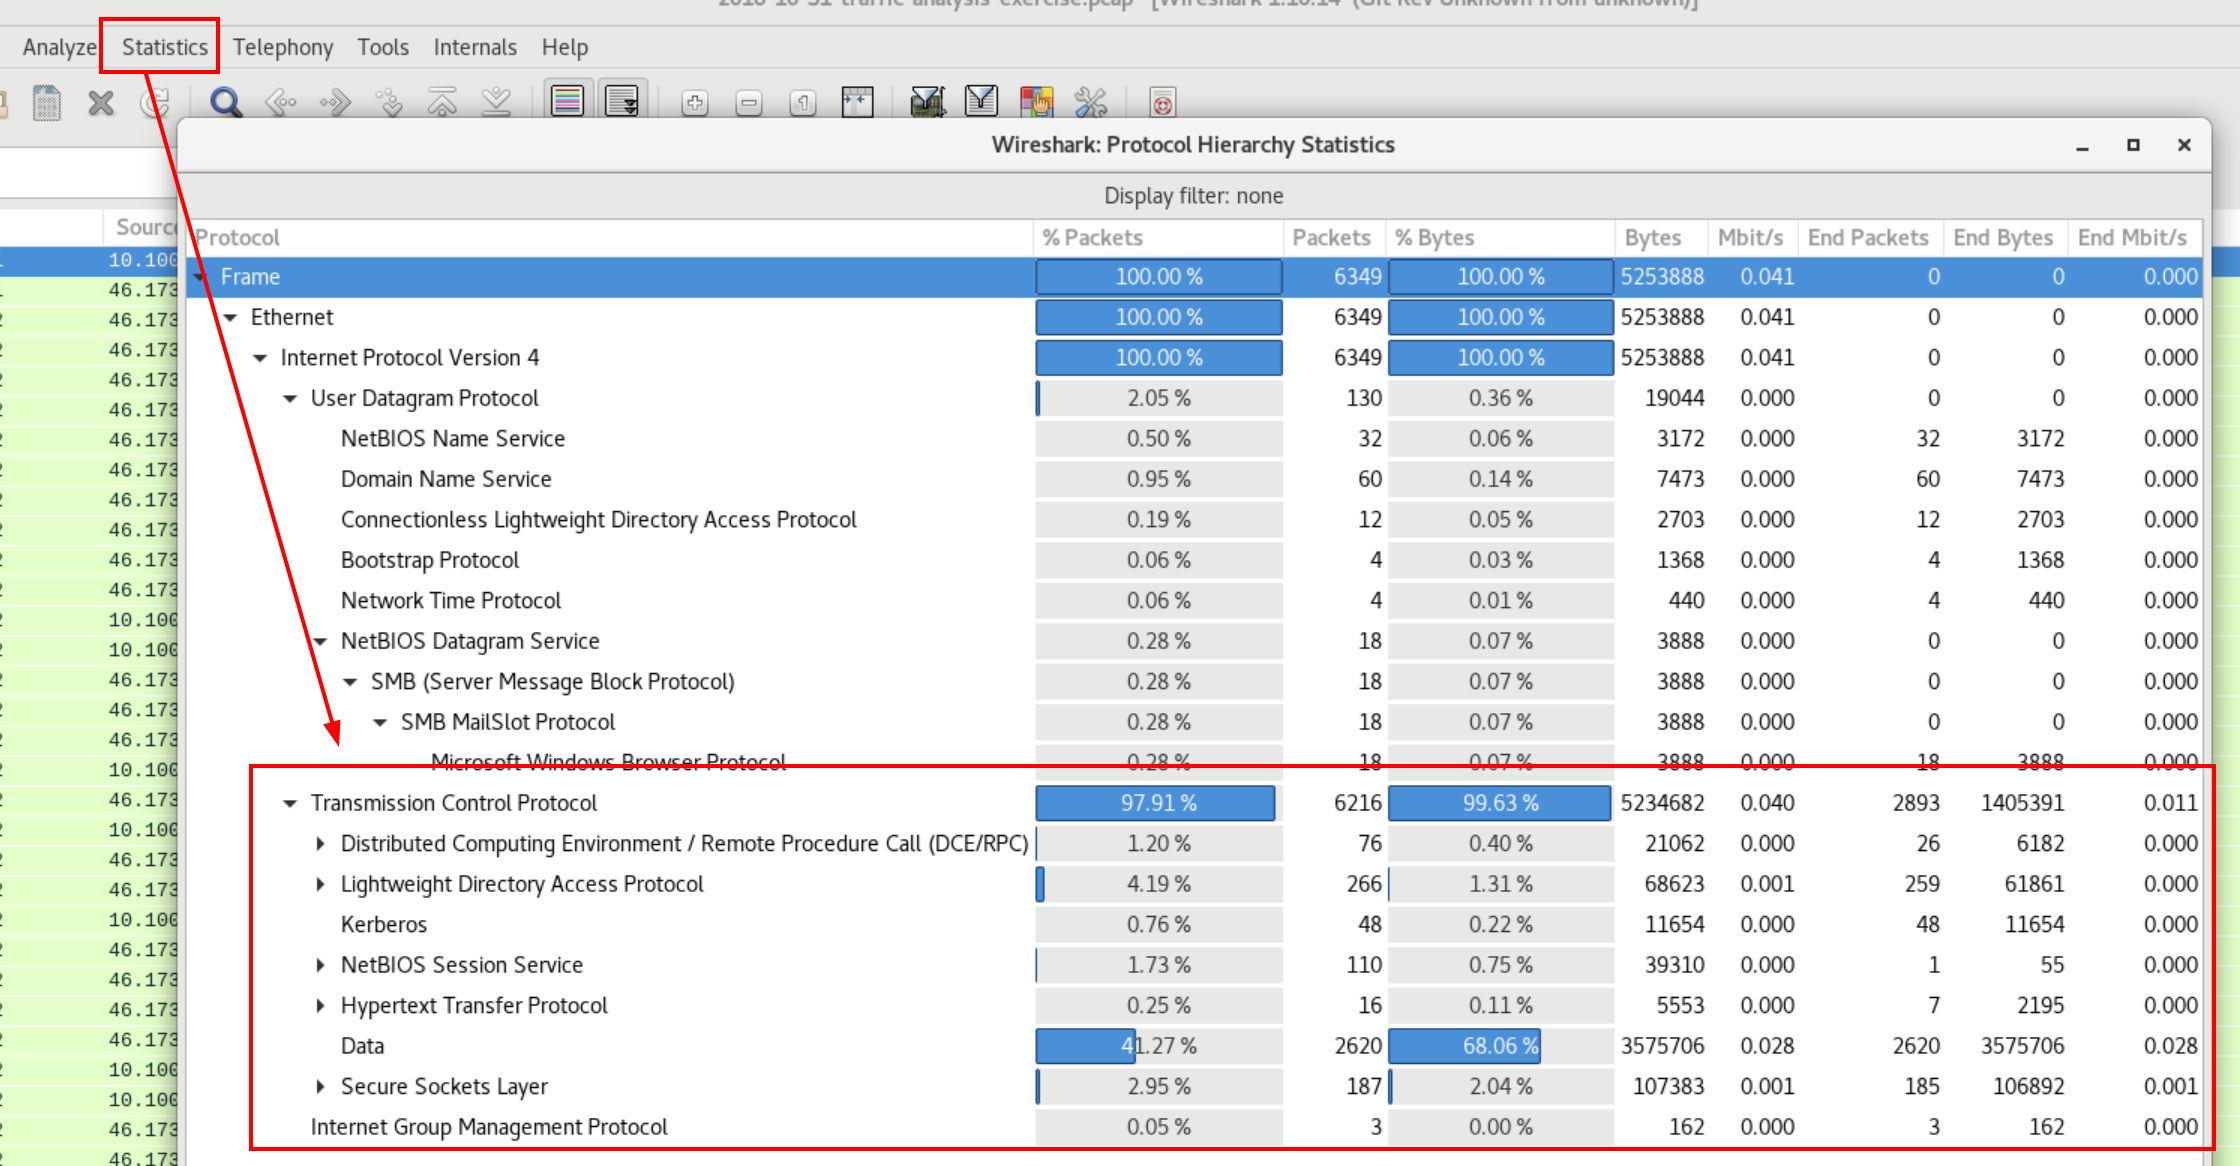 2018-10-31-traffic-analysis-exercise.pcap [Wireshark 1.10.14 (Git Rev Unknown from unknown)]
Analyze Statistics Telephony Tools Internals Help
Wireshark: Protocol Hierarchy Statistics
Display filter: none
Source
10.100
46.173
46.173
46.173
46.173
46.173
46.173
46.173
46.173
46.173
46.173
46.173
10.100
10.100
46.173
46.173
46.173
10.100
46.173
10.100
46.173
46.173
10.100
46.173
46.173
46.173
46.173
10.100
10.100
46.173
46.173
Protocol % Packets Packets % Bytes Bytes Mbit/s End Packets End Bytes End Mbit/s
Frame 100.00 % 6349 100.00 % 5253888 0.041 0 0 0.000
Ethernet 100.00 % 6349 100.00 % 5253888 0.041 0 0 0.000
Internet Protocol Version 4 100.00 % 6349 100.00 % 5253888 0.041 0 0 0.000
User Datagram Protocol 2.05 % 130 0.36 % 19044 0.000 0 0 0.000
NetBIOS Name Service 0.50 % 32 0.06 % 3172 0.000 32 3172 0.000
Domain Name Service 0.95 % 60 0.14 % 7473 0.000 60 7473 0.000
Connectionless Lightweight Directory Access Protocol 0.19 % 12 0.05 % 2703 0.000 12 2703 0.000
Bootstrap Protocol 0.06 % 4 0.03 % 1368 0.000 4 1368 0.000
Network Time Protocol 0.06 % 4 0.01 % 440 0.000 4 440 0.000
NetBIOS Datagram Service 0.28 % 18 0.07 % 3888 0.000 0 0 0.000
SMB (Server Message Block Protocol) 0.28 % 18 0.07 % 3888 0.000 0 0 0.000
SMB MailSlot Protocol 0.28 % 18 0.07 % 3888 0.000 0 0 0.000
Microsoft Windows Browser Protocol 0.28 % 18 0.07 % 3888 0.000 18 3888 0.000
Transmission Control Protocol 97.91 % 6216 99.63 % 5234682 0.040 2893 1405391 0.011
Distributed Computing Environment / Remote Procedure Call (DCE/RPC) 1.20 % 76 0.40 % 21062 0.000 26 6182 0.000
Lightweight Directory Access Protocol 4.19 % 266 1.31 % 68623 0.001 259 61861 0.000
Kerberos 0.76 % 48 0.22 % 11654 0.000 48 11654 0.000
NetBIOS Session Service 1.73 % 110 0.75 % 39310 0.000 1 55 0.000
Hypertext Transfer Protocol 0.25 % 16 0.11 % 5553 0.000 7 2195 0.000
Data 41.27 % 2620 68.06 % 3575706 0.028 2620 3575706 0.028
Secure Sockets Layer 2.95 % 187 2.04 % 107383 0.001 185 106892 0.001
Internet Group Management Protocol 0.05 % 3 0.00 % 162 0.000 3 162 0.000